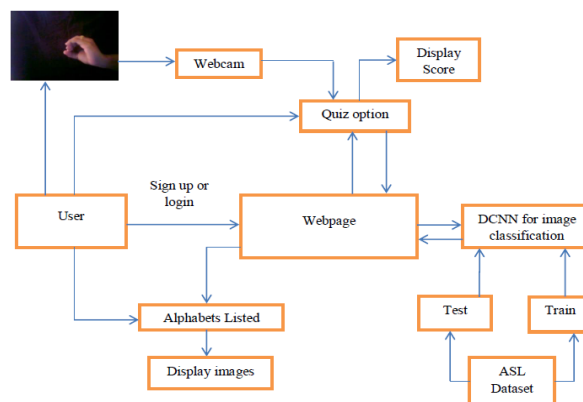 Display
Score
Webcam
Quiz option
Sign up or
login
User
Webpage
DCNN for image
classification
Alphabets Listed
Test
Train
Display images
ASL
Dataset